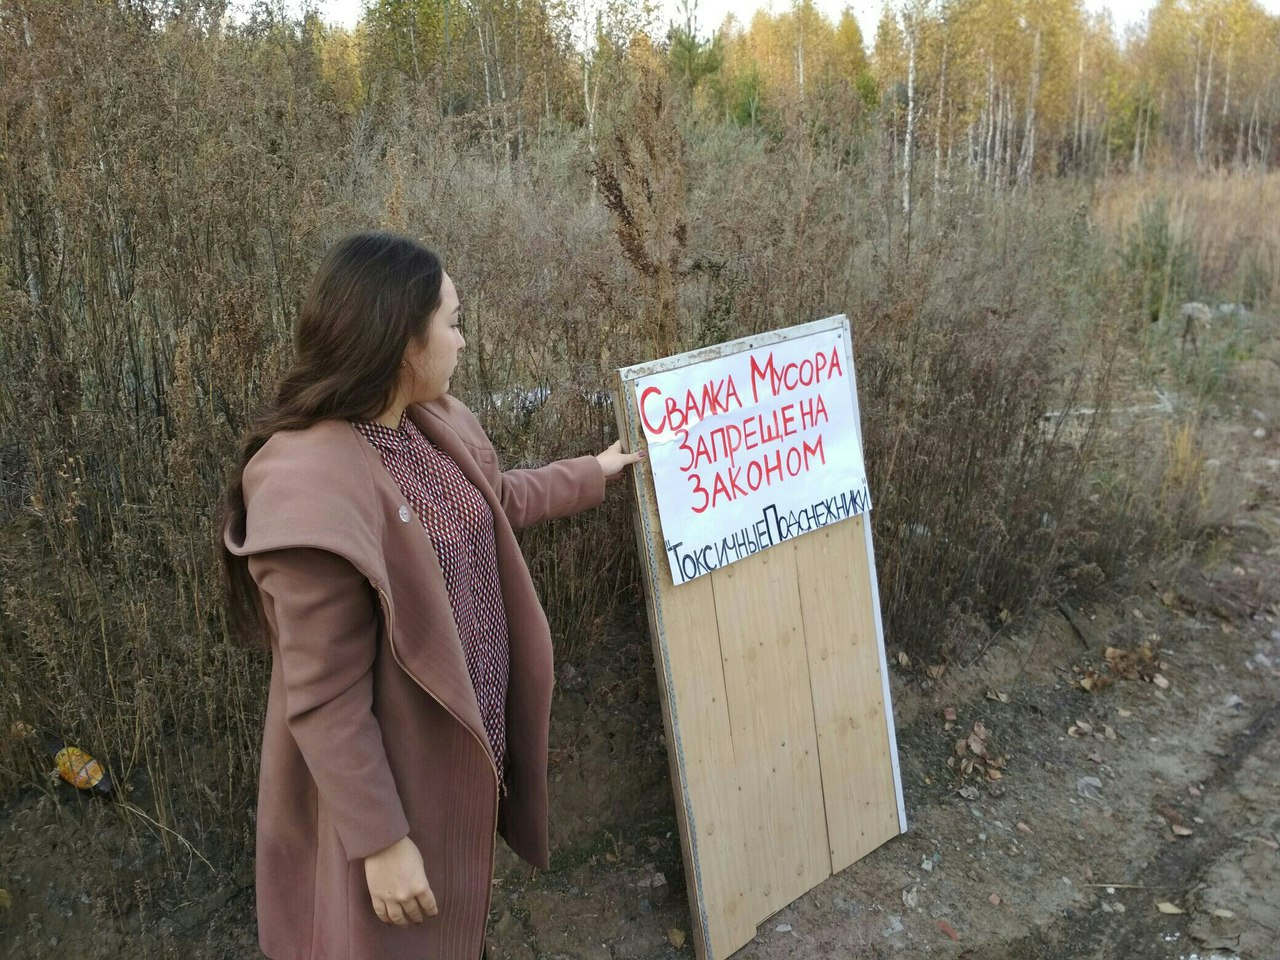 Свалка Мусора
Запрещена
Законом
"ТоксичныеПодснежники"